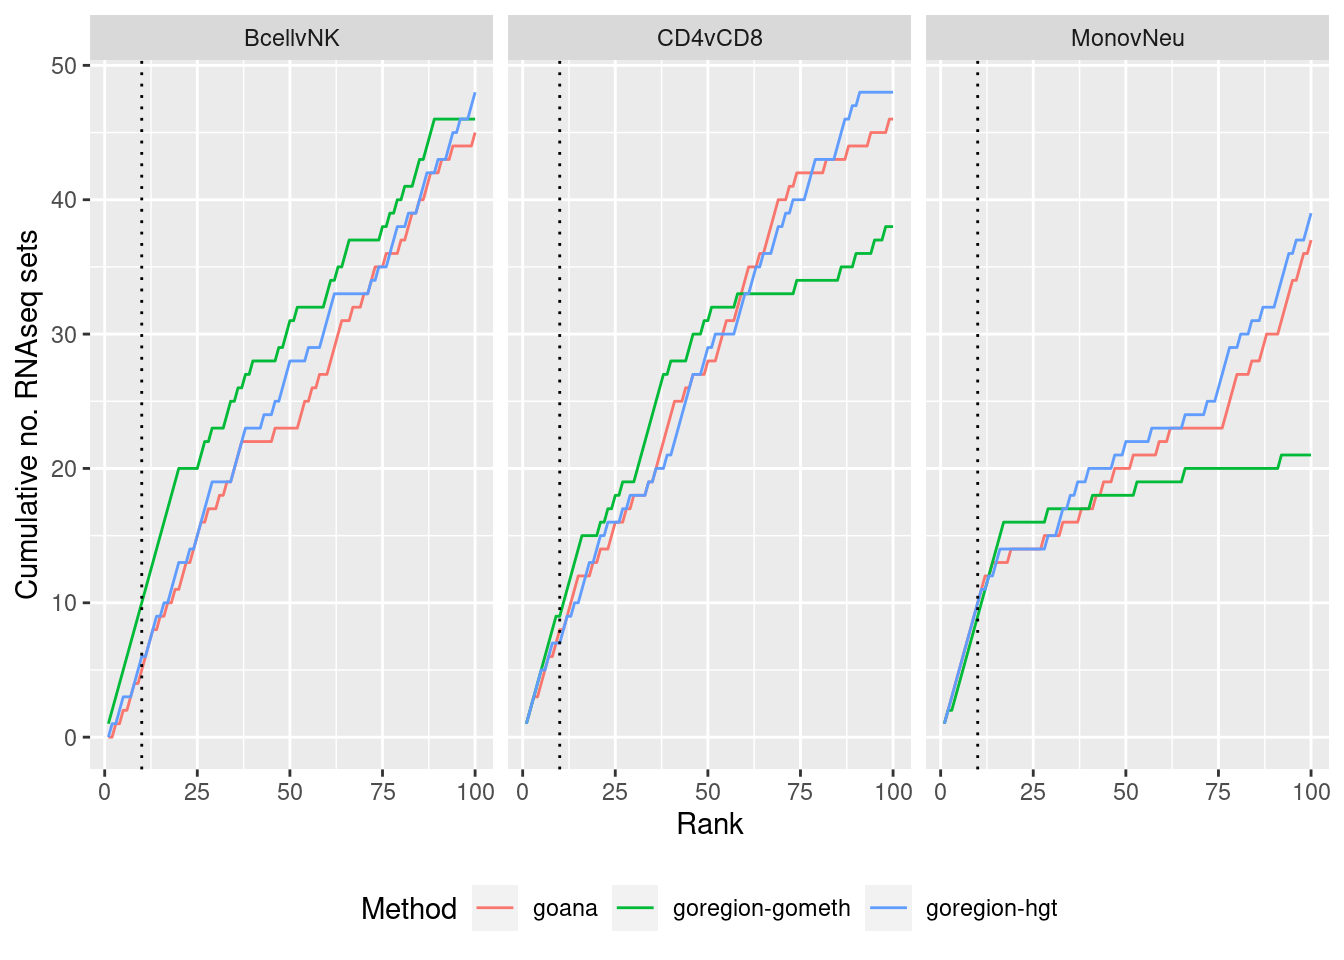 BcellvNK CD4vCD8 MonovNeu
50
40
30
20
10
0
Cumulative no. RNAseq sets
0 25 50 75 100 0 25 50 75 100 0 25 50 75 100
Rank
Method goana goregion-gometh goregion-hgt